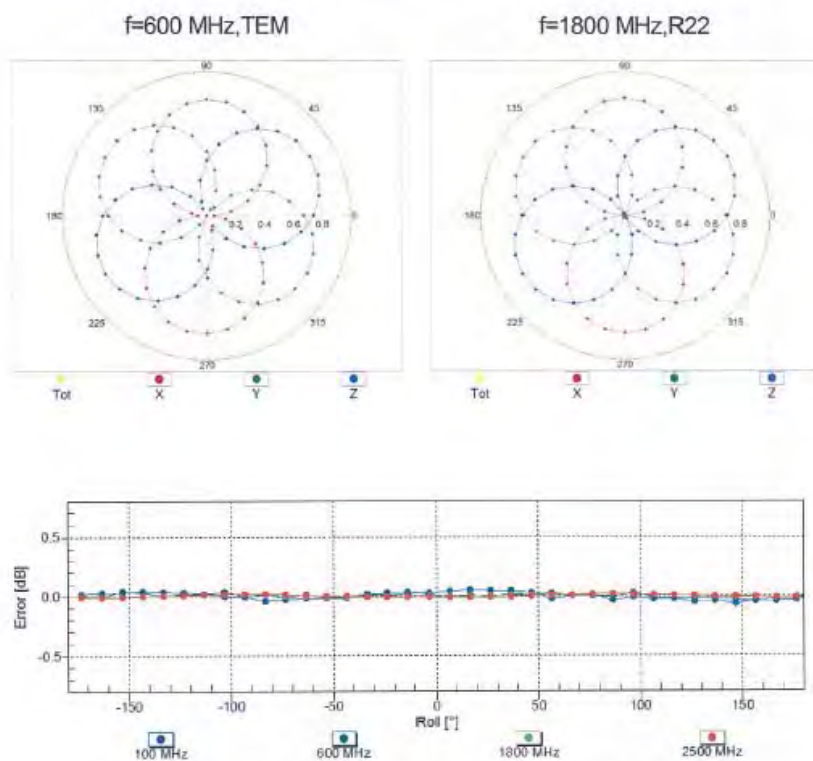 f=600 MHz,TEM
f=1800 MHz,R22
90
135
45
180
0.2 0.4 0.6 0.8
0
225
315
270
Tot X Y Z
90
135
45
180
0.2 0.4 0.6 0.8
0
225
315
270
Tot X Y Z
Error [dB]
0.5
0.0
-0.5
-150 -100 -50 0 50 100 150
Roll [°]
100 MHz 600 MHz 1800 MHz 2500 MHz